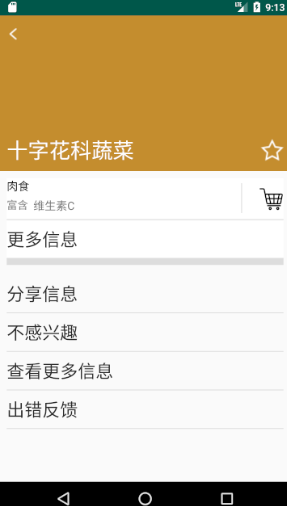 LTE 9:13
十字花科蔬菜
肉食
富含 维生素C
更多信息
分享信息
不感兴趣
查看更多信息
出错反馈